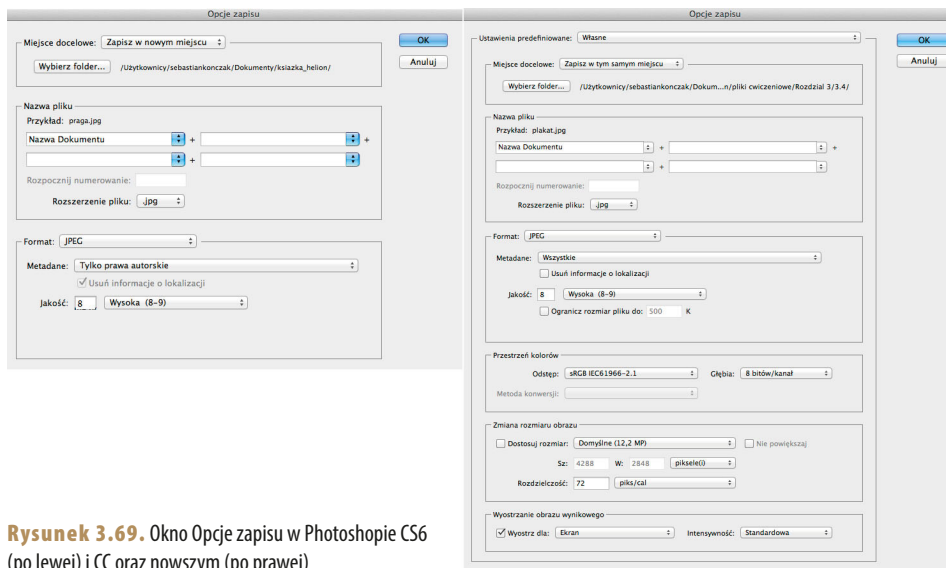 Opcje zapisu
Miejsce docelowe: Zapisz w nowym miejscu
OK
Wybierz folder... /Użytkownicy/sebastiankonczak/Dokumenty/ksiazka_helion/
Anuluj
Nazwa pliku
Przykład: praga.jpg
Nazwa Dokumentu + +
+
Rozpocznij numerowanie:
Rozszerzenie pliku: .jpg
Format: JPEG
Metadane: Tylko prawa autorskie
Usuń informacje o lokalizacji
Jakość: 8 Wysoka (8-9)
Opcje zapisu
Ustawienia predefiniowane: Własne
OK
Miejsce docelowe: Zapisz w tym samym miejscu
Anuluj
Wybierz folder... /Użytkownicy/sebastiankonczak/Dokum...n/pliki cwiczeniowe/Rozdzial 3/3.4/
Nazwa pliku
Przykład: plakat.jpg
Nazwa Dokumentu + +
+
Rozpocznij numerowanie:
Rozszerzenie pliku: .jpg
Format: JPEG
Metadane: Wszystkie
Usuń informacje o lokalizacji
Jakość: 8 Wysoka (8-9)
Ogranicz rozmiar pliku do: 500 K
Przestrzeń kolorów
Odstęp: sRGB IEC61966-2.1 Głębia: 8 bitów/kanał
Metoda konwersji:
Zmiana rozmiaru obrazu
Dostosuj rozmiar: Domyślne (12,2 MP) Nie powiększaj
Sz: 4288 W: 2848 piksele(i)
Rozdzielczość: 72 piks/cal
Wyostrzanie obrazu wynikowego
Wyostrz dla: Ekran Intensywność: Standardowa
Rysunek 3.69. Okno Opcje zapisu w Photoshopie CS6
(po lewej) i CC oraz nowszym (po prawej)